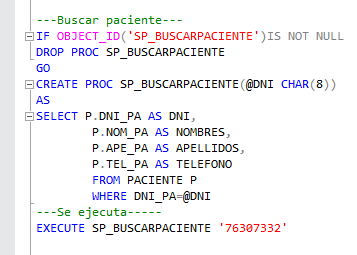 ---Buscar paciente---
IF OBJECT_ID('SP_BUSCARPACIENTE')IS NOT NULL
DROP PROC SP_BUSCARPACIENTE
GO
CREATE PROC SP_BUSCARPACIENTE(@DNI CHAR(8))
AS
SELECT P.DNI_PA AS DNI,
P.NOM_PA AS NOMBRES,
P.APE_PA AS APELLIDOS,
P.TEL_PA AS TELEFONO
FROM PACIENTE P
WHERE DNI_PA=@DNI
---Se ejecuta-----
EXECUTE SP_BUSCARPACIENTE '76307332'